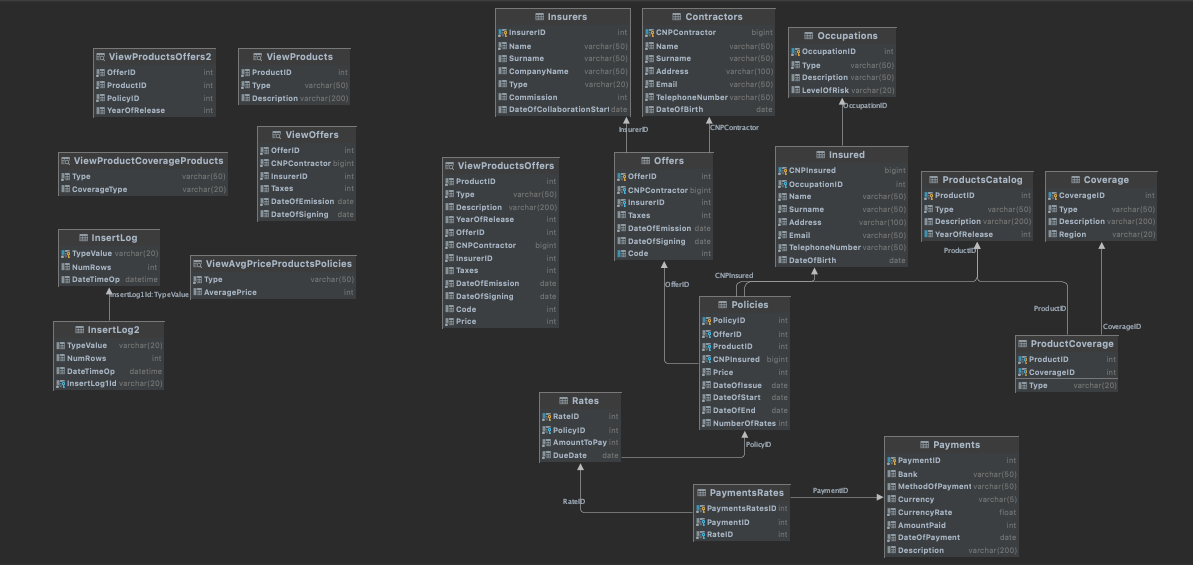 ViewProductsOffers2
OfferID int
ProductID int
PolicyID int
YearOfRelease int
ViewProducts
ProductID int
Type varchar(50)
Description varchar(200)
Insurers
InsurerID int
Name varchar(50)
Surname varchar(50)
CompanyName varchar(50)
Type varchar(20)
Commission int
DateOfCollaborationStart date
Contractors
CNPContractor bigint
Name varchar(50)
Surname varchar(50)
Address varchar(100)
Email varchar(50)
TelephoneNumber varchar(50)
DateOfBirth date
Occupations
OccupationID int
Type varchar(50)
Description varchar(50)
LevelOfRisk varchar(20)
InsurerID
CNPContractor
OccupationID
ViewOffers
OfferID int
CNPContractor bigint
InsurerID int
Taxes int
DateOfEmission date
DateOfSigning date
ViewProductCoverageProducts
Type varchar(50)
CoverageType varchar(20)
ViewProductsOffers
ProductID int
Type varchar(50)
Description varchar(200)
YearOfRelease int
OfferID int
CNPContractor bigint
InsurerID int
Taxes int
DateOfEmission date
DateOfSigning date
Code int
Price int
Offers
OfferID int
CNPContractor bigint
InsurerID int
Taxes int
DateOfEmission date
DateOfSigning date
Code int
Insured
CNPInsured bigint
OccupationID int
Name varchar(50)
Surname varchar(50)
Address varchar(100)
Email varchar(50)
TelephoneNumber varchar(50)
DateOfBirth date
ProductsCatalog
ProductID int
Type varchar(50)
Description varchar(200)
YearOfRelease int
Coverage
CoverageID int
Type varchar(50)
Description varchar(200)
Region varchar(20)
InsertLog
TypeValue varchar(20)
NumRows int
DateTimeOp datetime
ViewAvgPriceProductsPolicies
Type varchar(50)
AveragePrice int
InsertLog1Id:TypeValue
InsertLog2
TypeValue varchar(20)
NumRows int
DateTimeOp datetime
InsertLog1Id varchar(20)
ProductID
CNPInsured
OfferID
Policies
PolicyID int
OfferID int
ProductID int
CNPInsured bigint
Price int
DateOfIssue date
DateOfStart date
DateOfEnd date
NumberOfRates int
ProductID
CoverageID
ProductCoverage
ProductID int
CoverageID int
Type varchar(20)
Rates
RateID int
PolicyID int
AmountToPay int
DueDate date
PolicyID
Payments
PaymentID int
Bank varchar(50)
MethodOfPayment varchar(50)
Currency varchar(5)
CurrencyRate float
AmountPaid int
DateOfPayment date
Description varchar(200)
PaymentsRates
PaymentsRatesID int
PaymentID int
RateID int
PaymentID
RateID